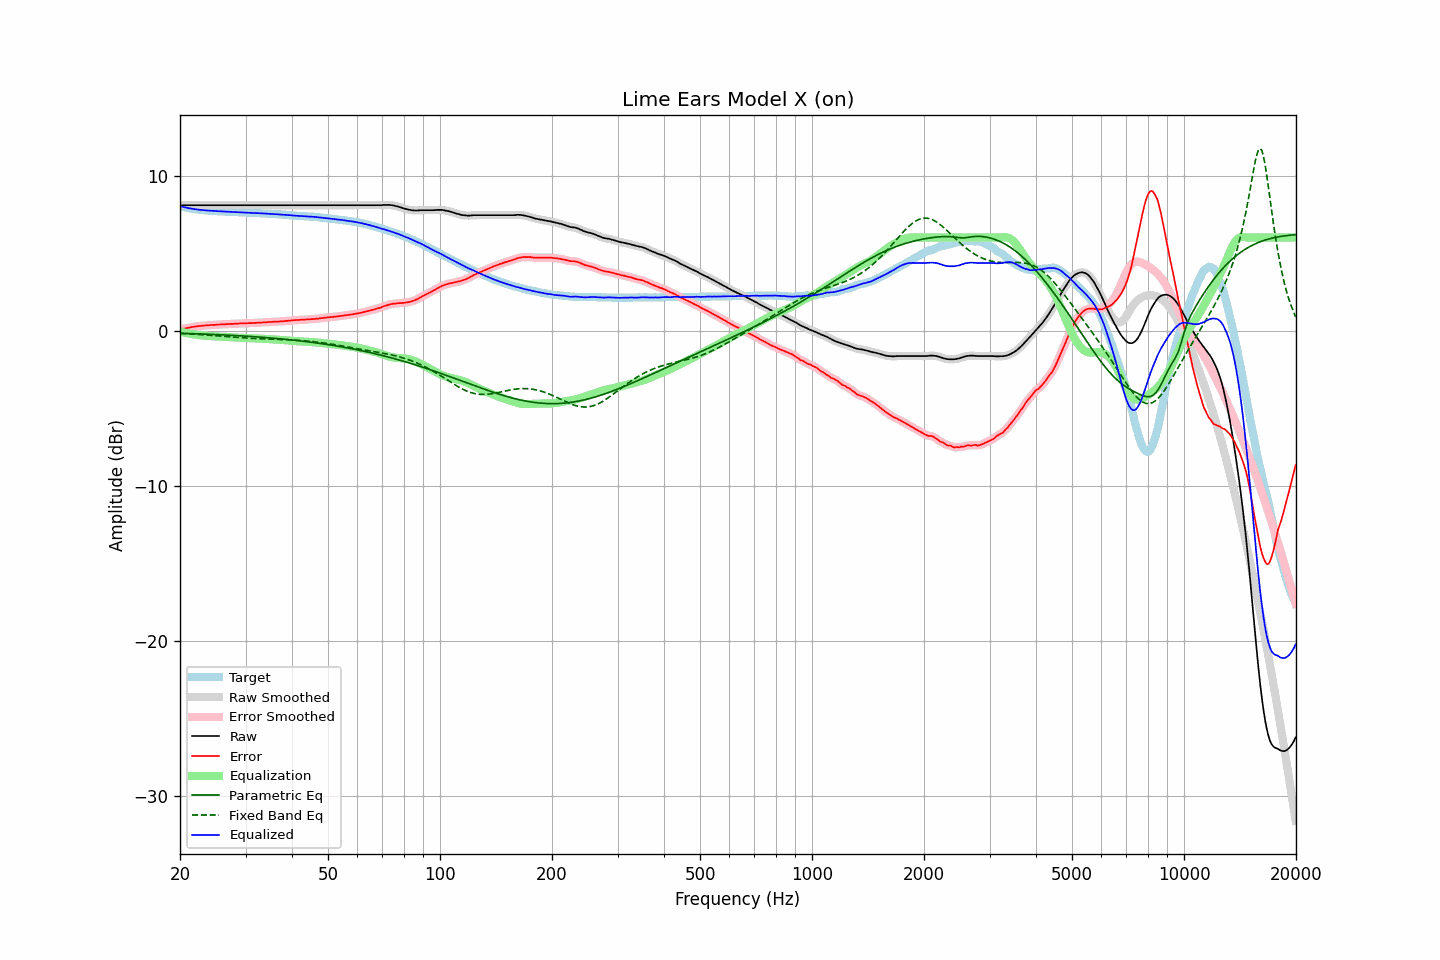 Lime Ears Model X (on)
10
0
−10
−20
−30
Amplitude (dBr)
Target
Raw Smoothed
Error Smoothed
Raw
Error
Equalization
Parametric Eq
Fixed Band Eq
Equalized
20 50 100 200 500 1000 2000 5000 10000 20000
Frequency (Hz)